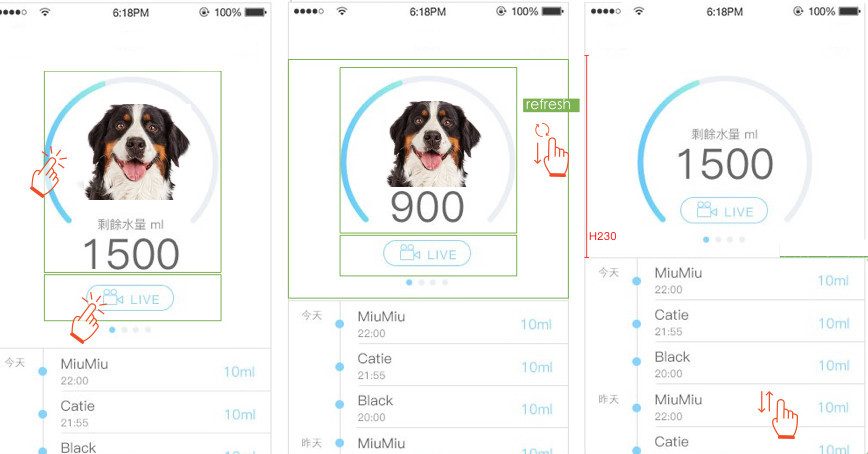 6:18PM
100%
剩餘水量 ml
1500
LIVE
今天
MiuMiu
22:00
10ml
Catie
21:55
10ml
Black
6:18PM
100%
refresh
900
LIVE
今天
MiuMiu
22:00
10ml
Catie
21:55
10ml
Black
20:00
10ml
昨天
MiuMiu
6:18PM
100%
剩餘水量 ml
1500
LIVE
H230
今天
MiuMiu
22:00
10ml
Catie
21:55
10ml
Black
20:00
10ml
昨天
MiuMiu
22:00
10ml
Catie